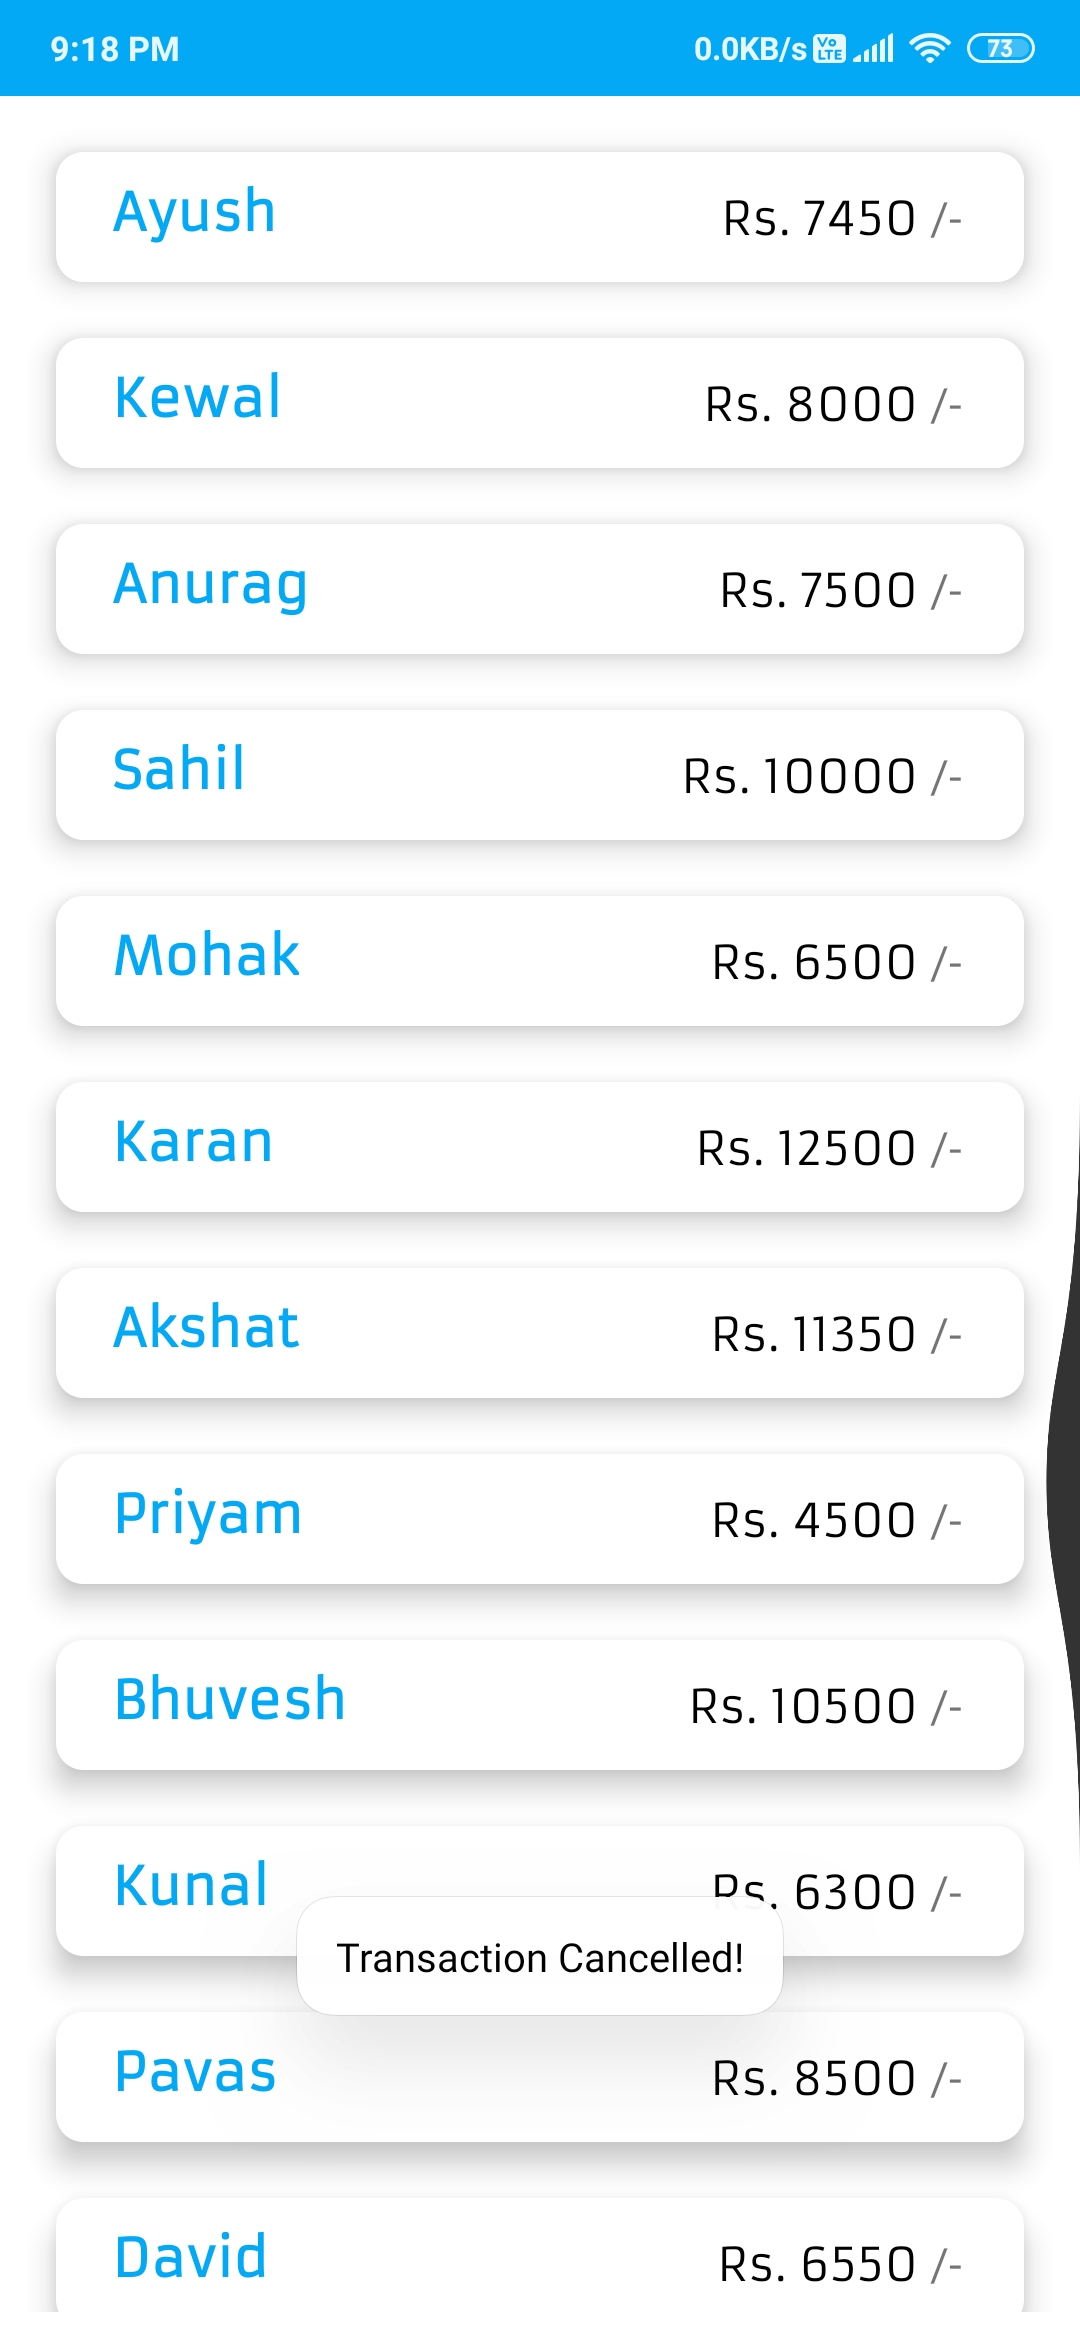 9:18 PM 0.0KB/s Vo LTE 73
Ayush Rs. 7450 /-
Kewal Rs. 8000 /-
Anurag Rs. 7500 /-
Sahil Rs. 10000 /-
Mohak Rs. 6500 /-
Karan Rs. 12500 /-
Akshat Rs. 11350 /-
Priyam Rs. 4500 /-
Bhuvesh Rs. 10500 /-
Kunal Rs. 6300 /-
Transaction Cancelled!
Pavas Rs. 8500 /-
David Rs. 6550 /-